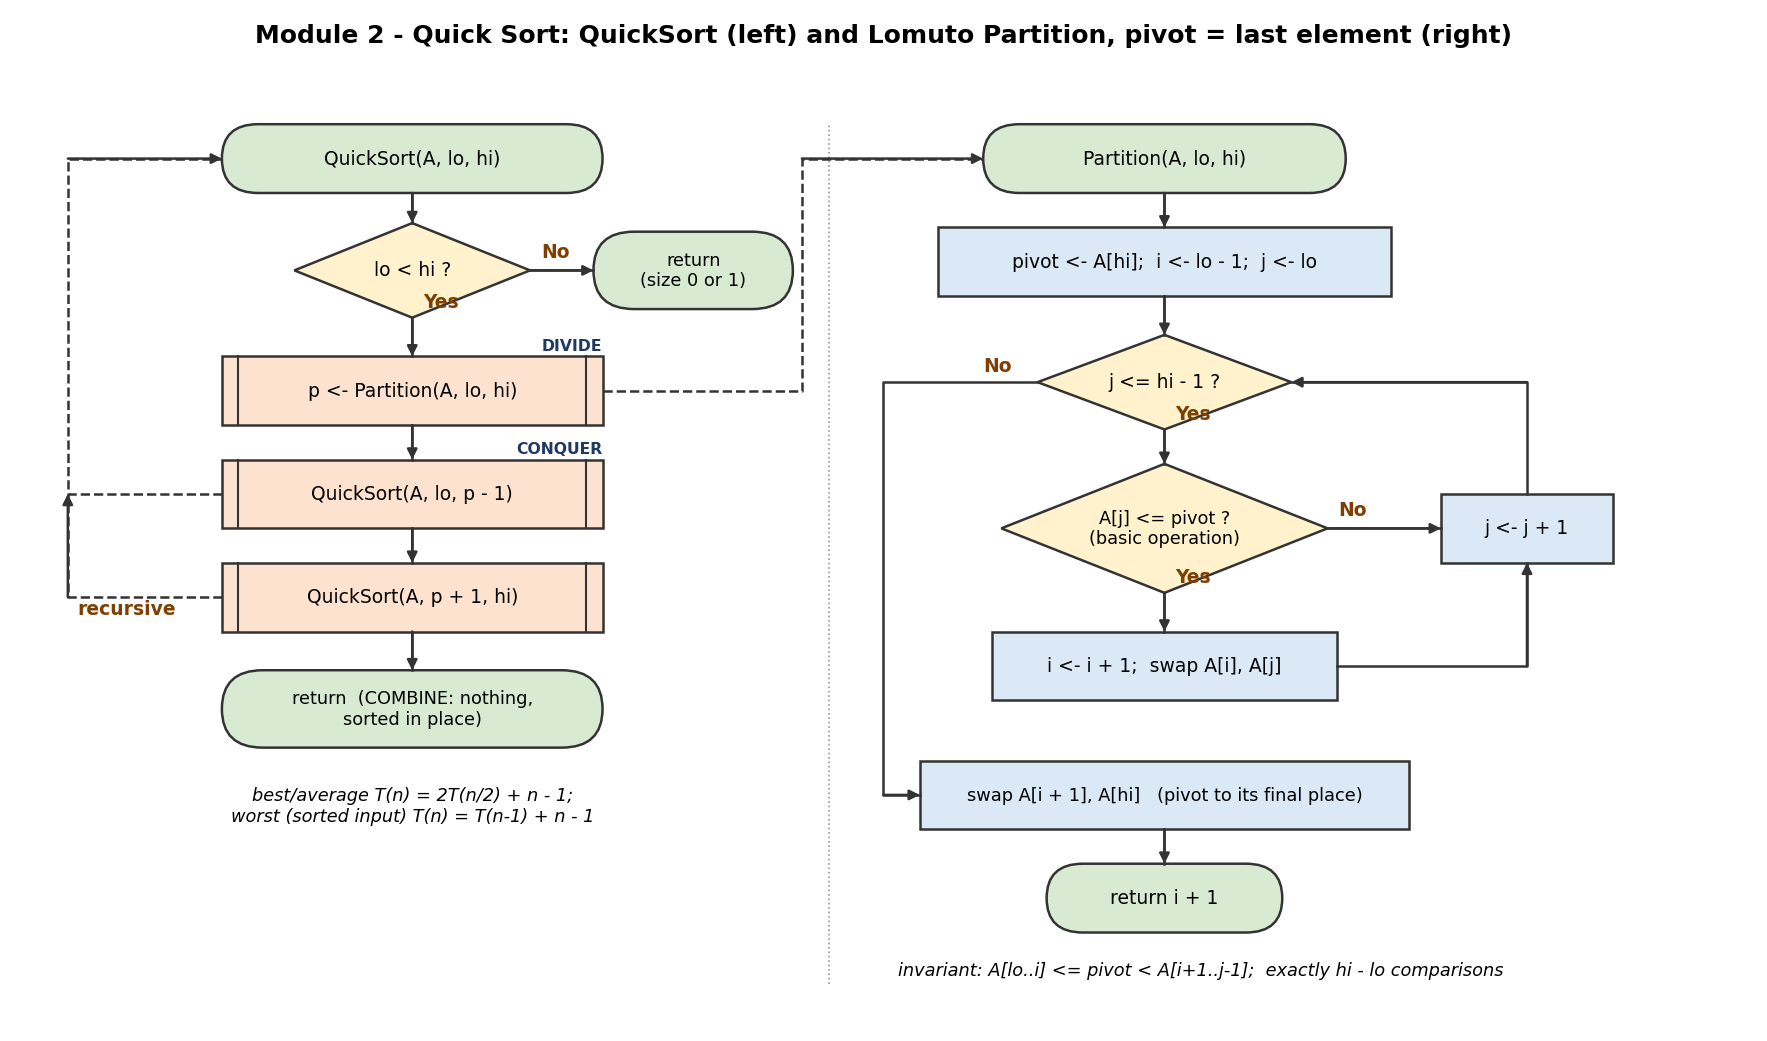 Module 2 - Quick Sort: QuickSort (left) and Lomuto Partition, pivot = last element (right)
QuickSort(A, lo, hi)
lo < hi ?
No
return
(size 0 or 1)
Yes
DIVIDE
p <- Partition(A, lo, hi)
CONQUER
QuickSort(A, lo, p - 1)
QuickSort(A, p + 1, hi)
recursive
return  (COMBINE: nothing,
sorted in place)
best/average T(n) = 2T(n/2) + n - 1;
worst (sorted input) T(n) = T(n-1) + n - 1
Partition(A, lo, hi)
pivot <- A[hi];  i <- lo - 1;  j <- lo
No
j <= hi - 1 ?
Yes
A[j] <= pivot ?
(basic operation)
No
j <- j + 1
Yes
i <- i + 1;  swap A[i], A[j]
swap A[i + 1], A[hi]   (pivot to its final place)
return i + 1
invariant: A[lo..i] <= pivot < A[i+1..j-1];  exactly hi - lo comparisons